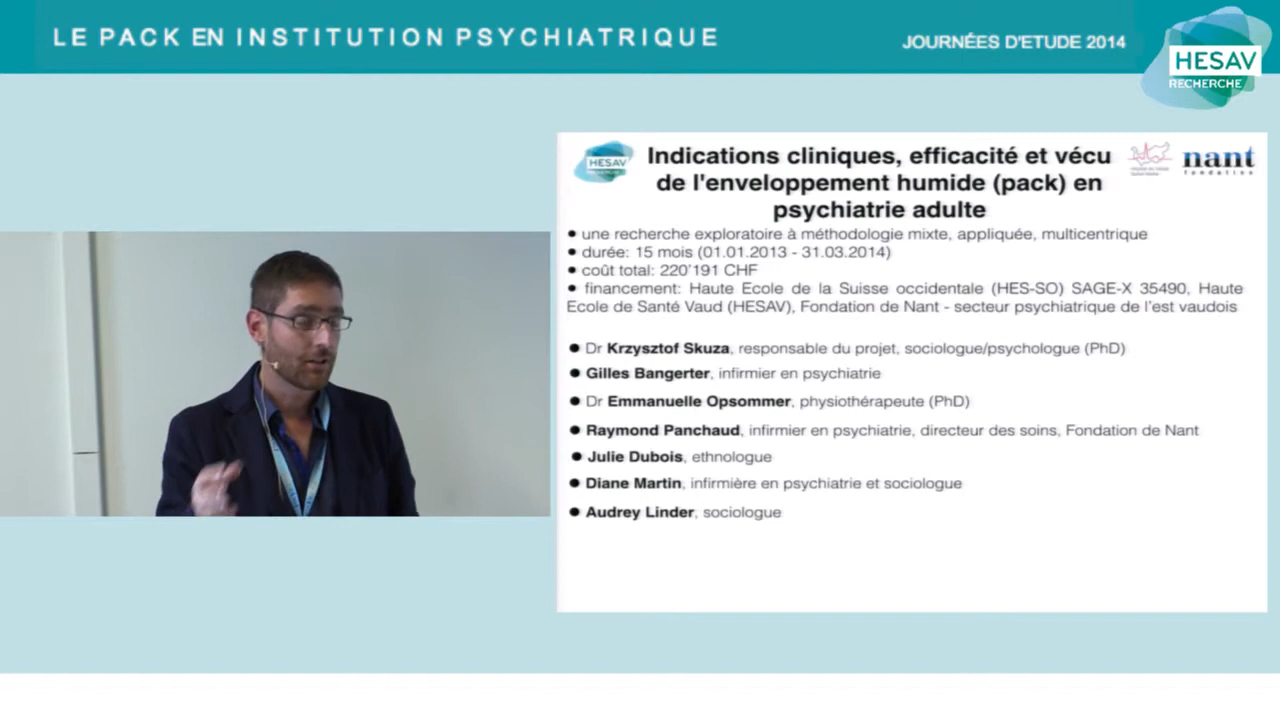 LE PACK EN INSTITUTION PSYCHIATRIQUE
JOURNÉES D'ETUDE 2014
HESAV
RECHERCHE
HESAV
Indications cliniques, efficacité et vécu
de l'enveloppement humide (pack) en
psychiatrie adulte
nant
fondation
• une recherche exploratoire à méthodologie mixte, appliquée, multicentrique
• durée: 15 mois (01.01.2013 - 31.03.2014)
• coût total: 220'191 CHF
• financement: Haute Ecole de la Suisse occidentale (HES-SO) SAGE-X 35490, Haute
Ecole de Santé Vaud (HESAV), Fondation de Nant - secteur psychiatrique de l'est vaudois
• Dr Krzysztof Skuza, responsable du projet, sociologue/psychologue (PhD)
• Gilles Bangerter, infirmier en psychiatrie
• Dr Emmanuelle Opsommer, physiothérapeute (PhD)
• Raymond Panchaud, infirmier en psychiatrie, directeur des soins, Fondation de Nant
• Julie Dubois, ethnologue
• Diane Martin, infirmière en psychiatrie et sociologue
• Audrey Linder, sociologue